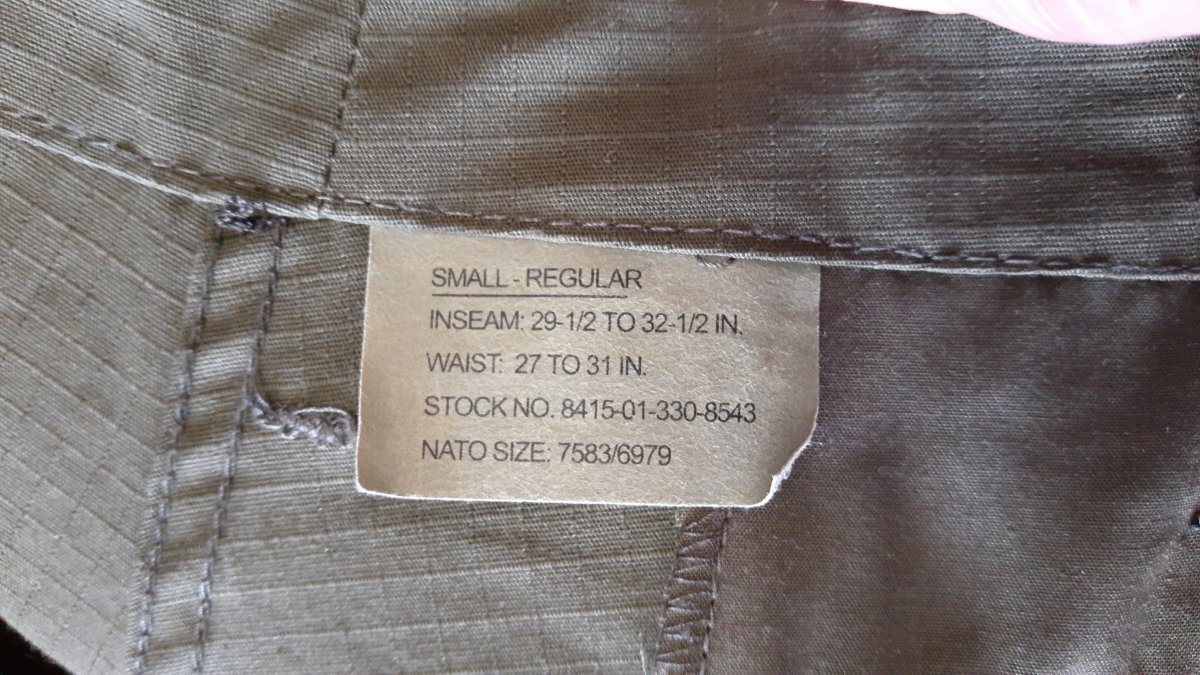 SMALL - REGULAR
INSEAM: 29-1/2 TO 32-1/2 IN.
WAIST: 27 TO 31 IN.
STOCK NO. 8415-01-330-8543
NATO SIZE: 7583/6979